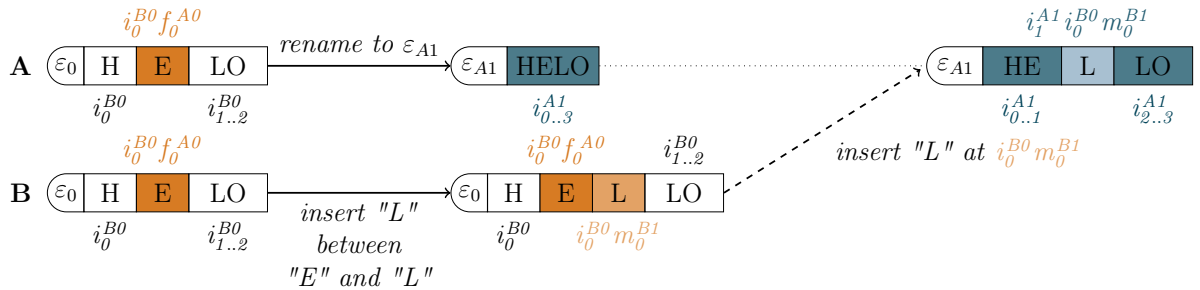 i_0^{B0} f_0^{A0}
i_1^{A1} i_0^{B0} m_0^{B1}
A ε_0 H E LO rename to ε_{A1} ε_{A1} HELO ε_{A1} HE L LO
i_0^{B0} i_{1..2}^{B0} i_{0..3}^{A1} i_{0..1}^{A1} i_{2..3}^{A1}
i_0^{B0} f_0^{A0} i_0^{B0} f_0^{A0} i_{1..2}^{B0} insert "L" at i_0^{B0} m_0^{B1}
B ε_0 H E LO ε_0 H E L LO
i_0^{B0} i_{1..2}^{B0} insert "L" i_0^{B0} i_0^{B0} m_0^{B1}
between
"E" and "L"